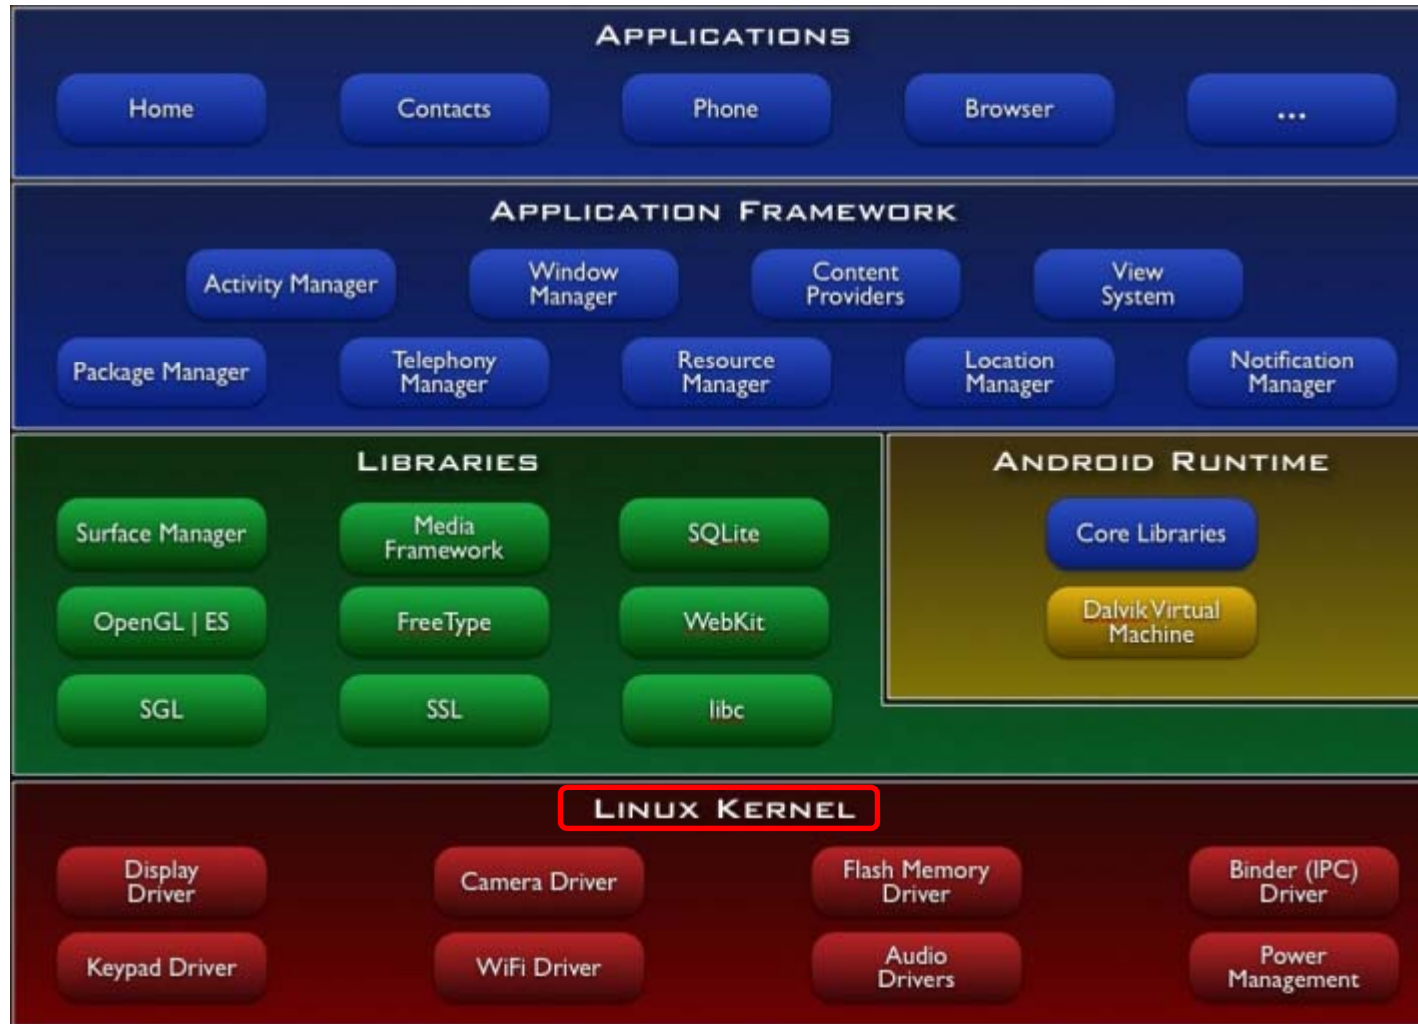 APPLICATIONS
Home
Contacts
Phone
Browser
...
APPLICATION FRAMEWORK
Activity Manager
Window
Manager
Content
Providers
View
System
Package Manager
Telephony
Manager
Resource
Manager
Location
Manager
Notification
Manager
LIBRARIES
Surface Manager
Media
Framework
SQLite
OpenGL | ES
FreeType
WebKit
SGL
SSL
libc
ANDROID RUNTIME
Core Libraries
Dalvik Virtual
Machine
LINUX KERNEL
Display
Driver
Camera Driver
Flash Memory
Driver
Binder (IPC)
Driver
Keypad Driver
WiFi Driver
Audio
Drivers
Power
Management